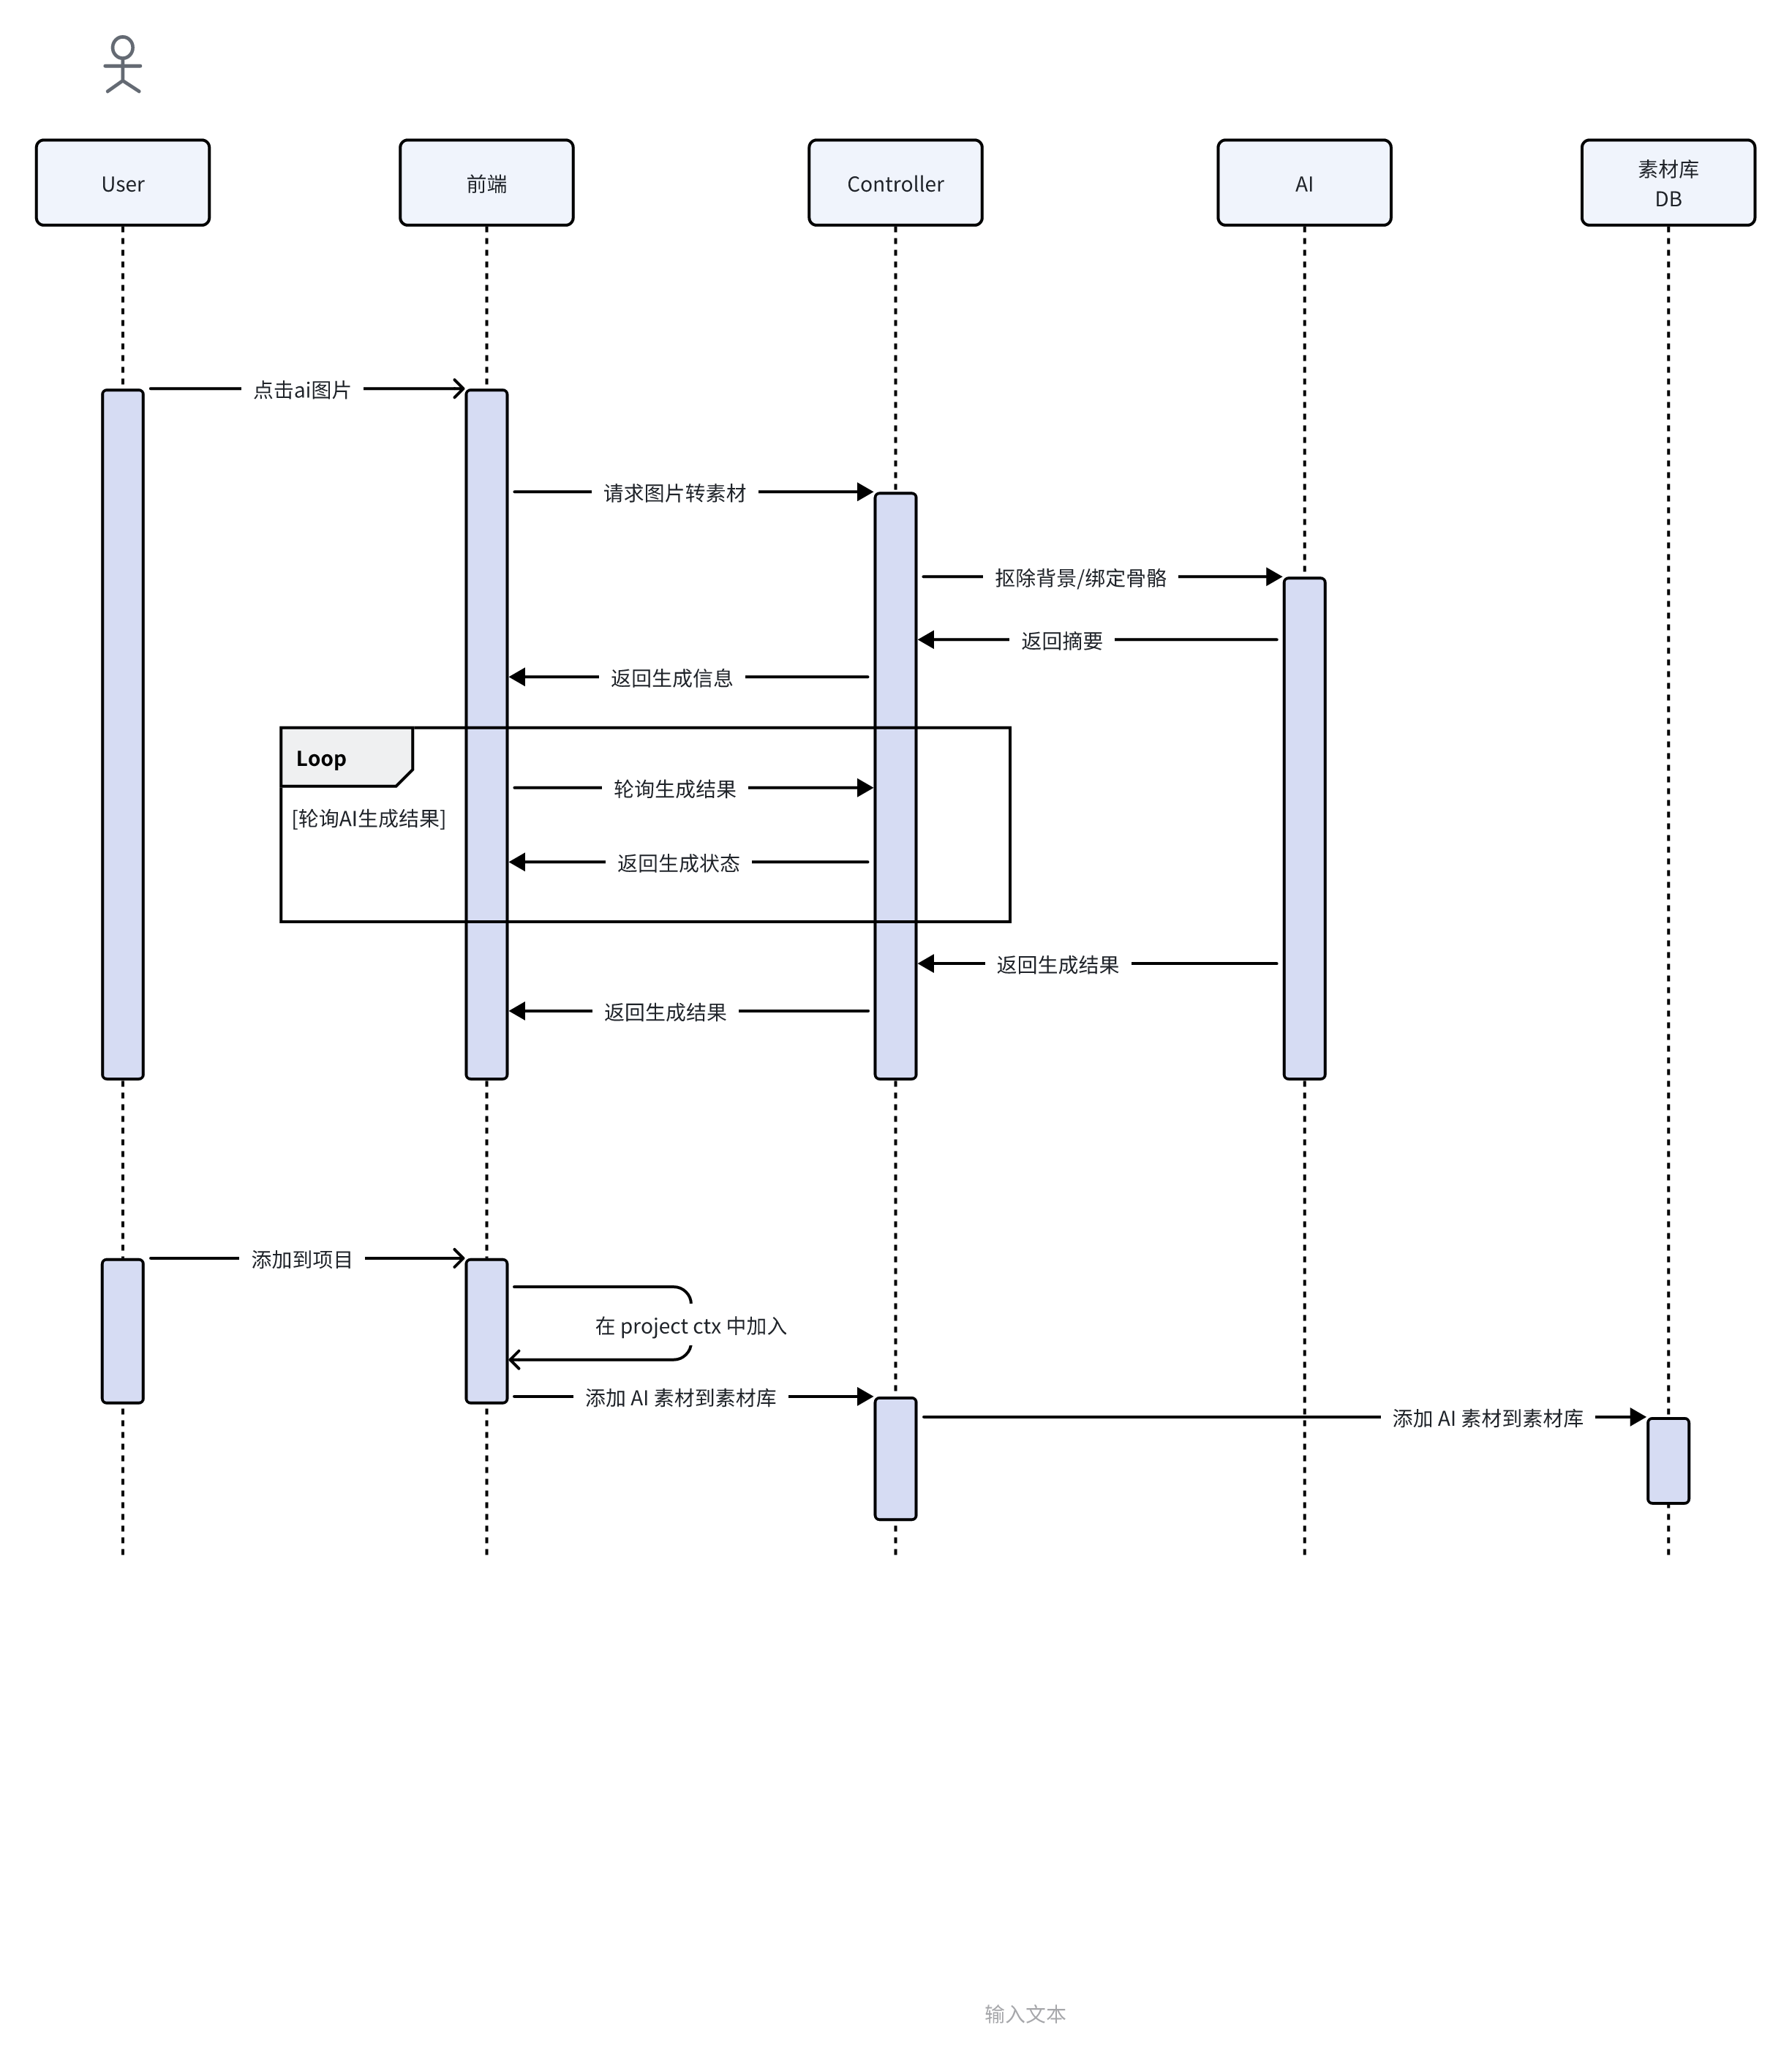 User
前端
Controller
AI
素材库
DB
点击ai图片
请求图片转素材
抠除背景/绑定骨骼
返回摘要
返回生成信息
Loop
轮询生成结果
[轮询AI生成结果]
返回生成状态
返回生成结果
返回生成结果
添加到项目
在 project ctx 中加入
添加 AI 素材到素材库
添加 AI 素材到素材库
输入文本